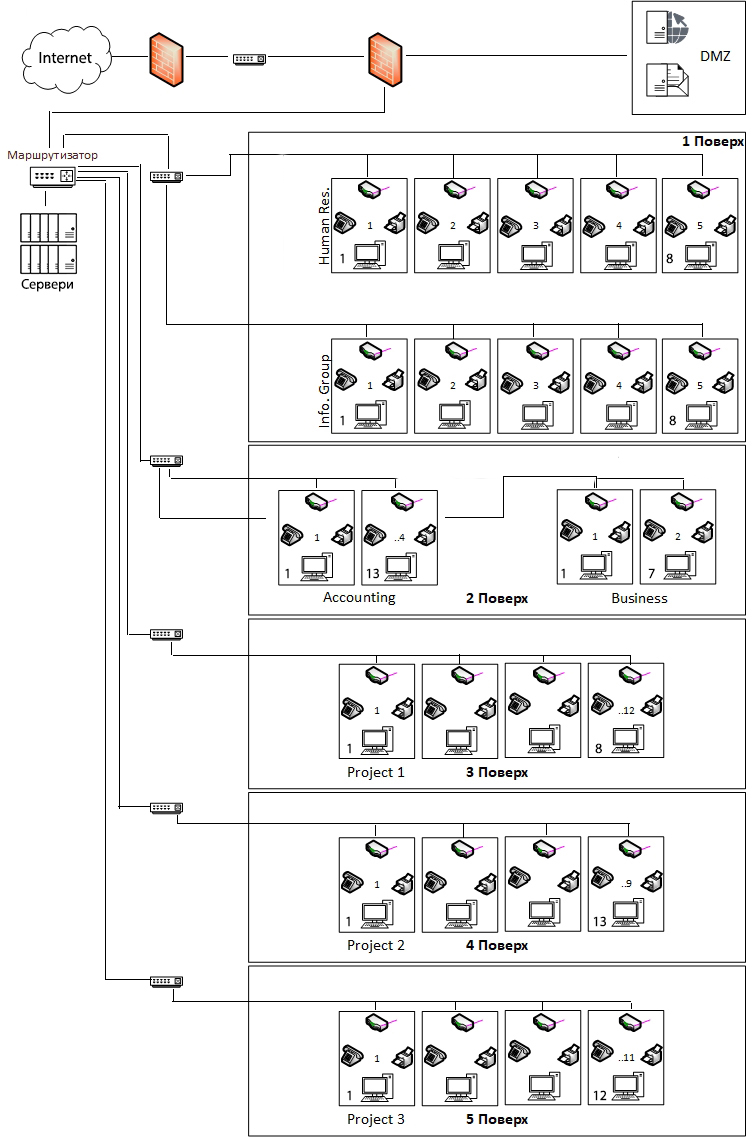 Internet
DMZ
Маршрутизатор
Сервери
1 Поверх
Human Res.
1 2 3 4 5
1 8
Info. Group
1 2 3 4 5
1 8
1 ..4 1 2
1 13 1 7
Accounting 2 Поверх Business
1 ..12
1 8
Project 1 3 Поверх
1 ..9
1 13
Project 2 4 Поверх
1 ..11
1 12
Project 3 5 Поверх